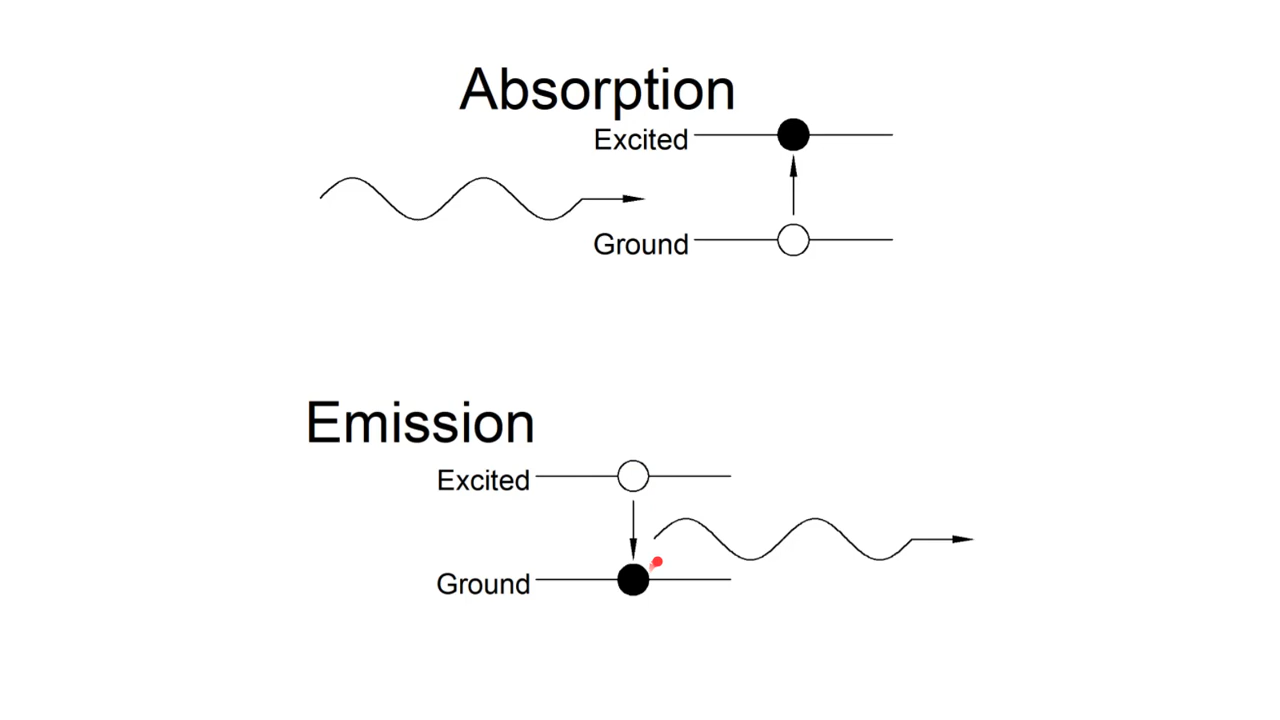 Absorption
Excited
Ground
Emission
Excited
Ground